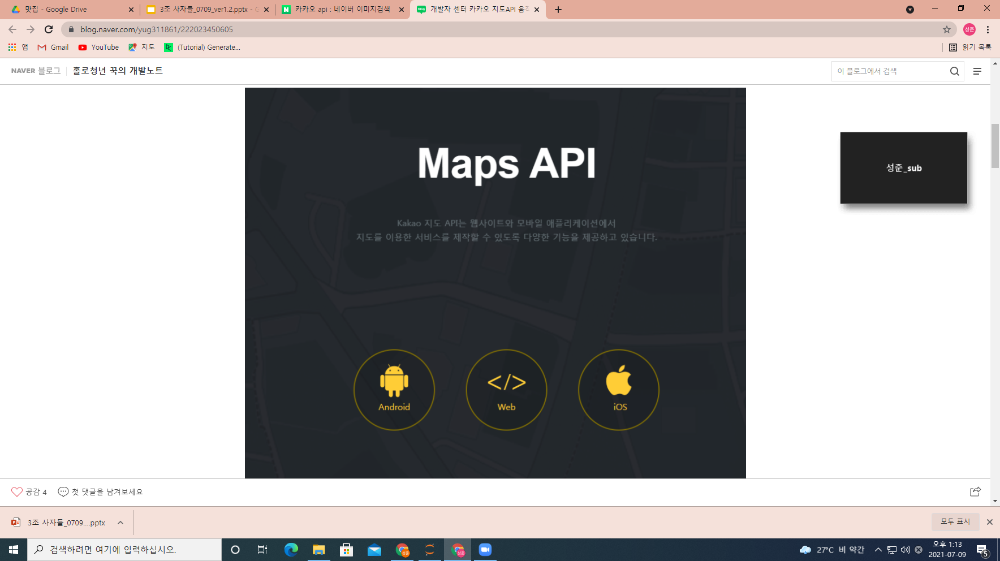 맛집 - Google Drive
3조 사자들_0709_ver1.2.pptx - G
카카오 api : 네이버 이미지검색
개발자 센터 카카오 지도API 움직
blog.naver.com/yug311861/222023450605
성준
앱
Gmail
YouTube
지도
(Tutorial) Generate...
읽기 목록
NAVER 블로그
홀로청년 꾹의 개발노트
이 블로그에서 검색
Maps API
성준_sub
Kakao 지도 API는 웹사이트와 모바일 애플리케이션에서
지도를 이용한 서비스를 제작할 수 있도록 다양한 기능을 제공하고 있습니다.
</>
Android
Web
iOS
공감 4
첫 댓글을 남겨보세요
3조 사자들_0709....pptx
모두 표시
검색하려면 여기에 입력하십시오.
27°C 비 약간
오후 1:13
2021-07-09
5